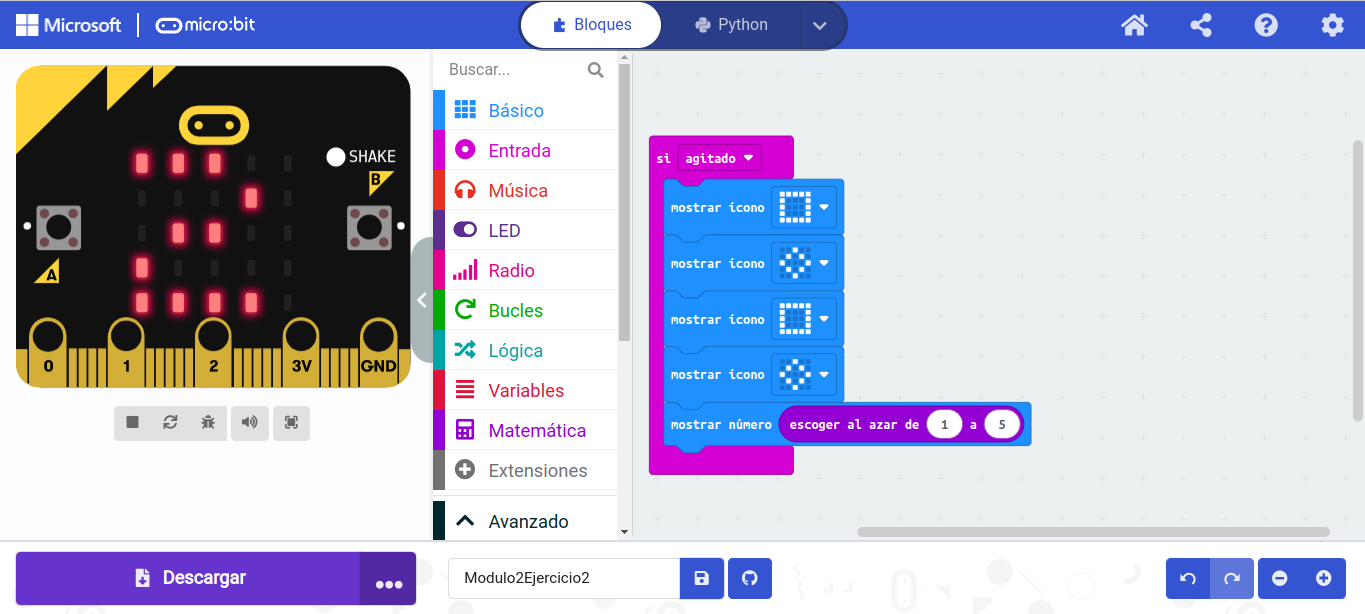 Microsoft micro:bit Bloques Python
SHAKE
B
A
0 1 2 3V GND
Buscar...
Básico
Entrada
Música
LED
Radio
Bucles
Lógica
Variables
Matemática
Extensiones
Avanzado
si agitado
mostrar icono
mostrar icono
mostrar icono
mostrar icono
mostrar número escoger al azar de 1 a 5
Descargar ...
Modulo2Ejercicio2